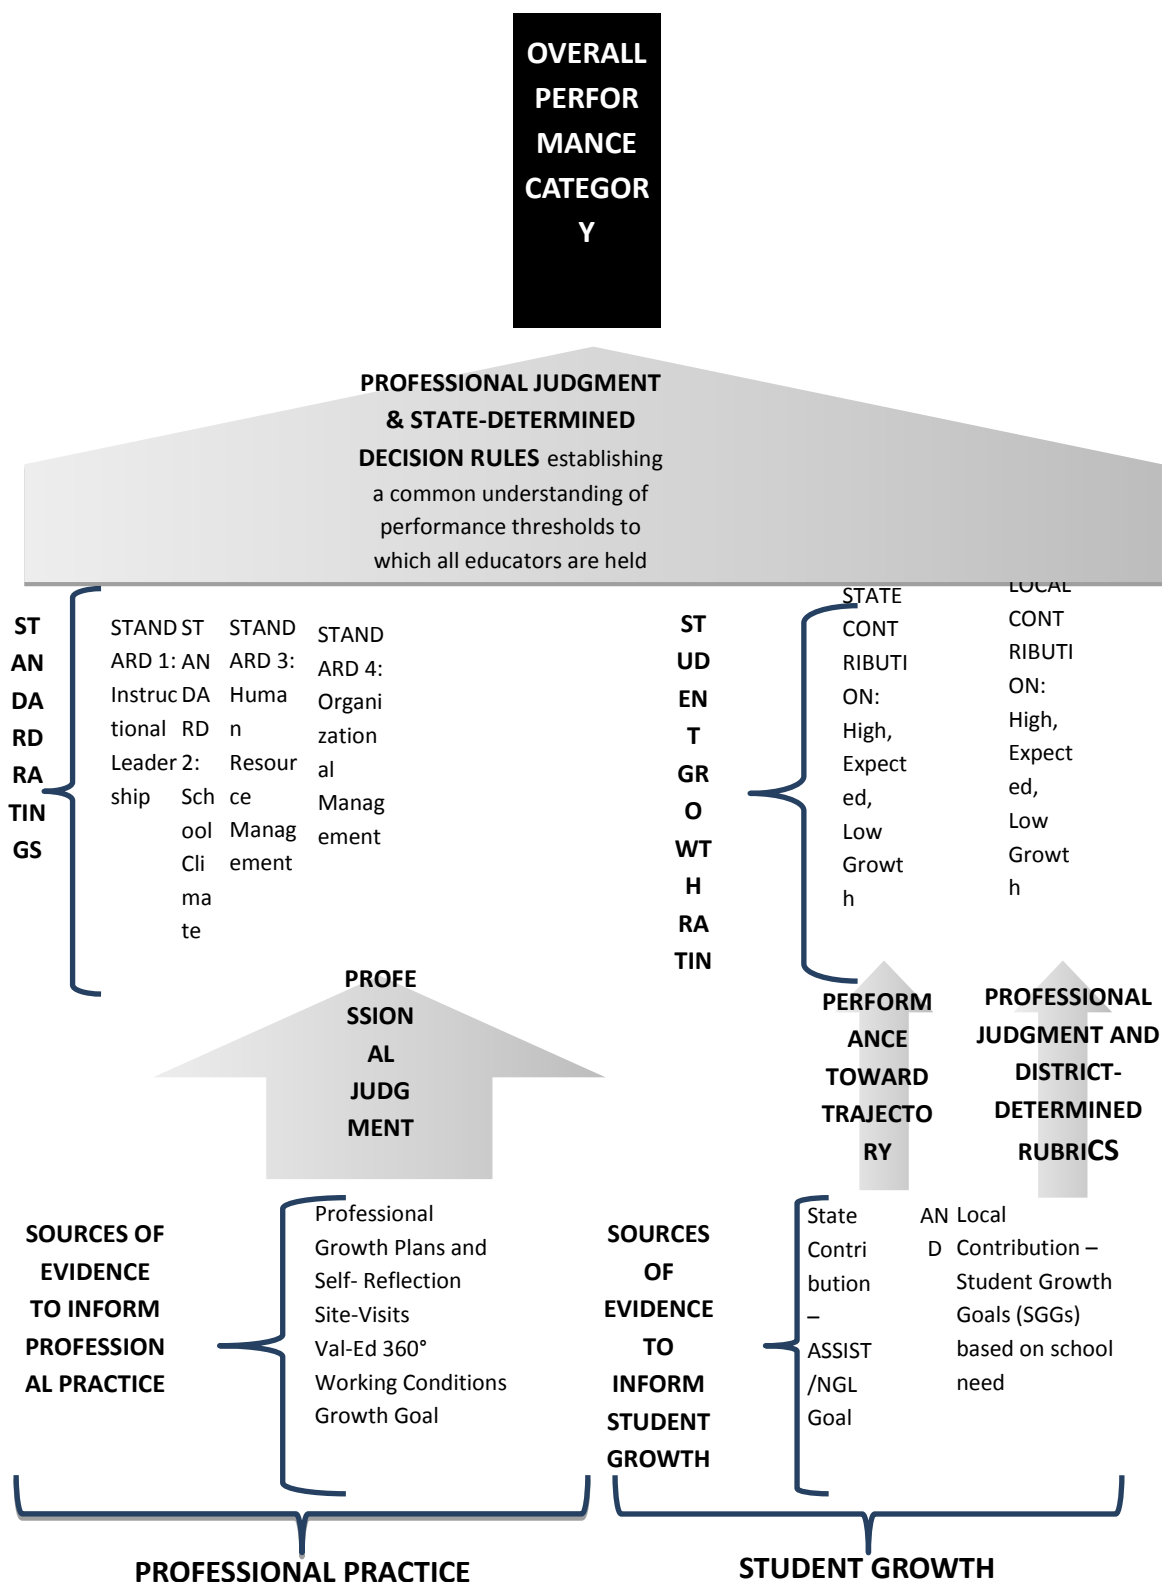 OVERALL
PERFOR
MANCE
CATEGOR
Y
PROFESSIONAL JUDGMENT
& STATE-DETERMINED
DECISION RULES establishing
a common understanding of
performance thresholds to
which all educators are held
ST
AN
DA
RD
RA
TIN
GS
STAND
ARD 1:
Instruc
tional
Leader
ship
ST
AN
DA
RD
2:
Sch
ool
Cli
ma
te
STAND
ARD 3:
Huma
n
Resour
ce
Manag
ement
STAND
ARD 4:
Organi
zation
al
Manag
ement
ST
UD
EN
T
GR
O
WT
H
RA
TIN
STATE
CONT
RIBUTI
ON:
High,
Expect
ed,
Low
Growt
h
LOCAL
CONT
RIBUTI
ON:
High,
Expect
ed,
Low
Growt
h
PROFE
SSION
AL
JUDG
MENT
PERFORM
ANCE
TOWARD
TRAJECTO
RY
PROFESSIONAL
JUDGMENT AND
DISTRICT-
DETERMINED
RUBRICS
SOURCES OF
EVIDENCE
TO INFORM
PROFESSION
AL PRACTICE
Professional
Growth Plans and
Self- Reflection
Site-Visits
Val-Ed 360°
Working Conditions
Growth Goal
SOURCES
OF
EVIDENCE
TO
INFORM
STUDENT
GROWTH
State
Contri
bution
–
ASSIST
/NGL
Goal
AN
D
Local
Contribution –
Student Growth
Goals (SGGs)
based on school
need
PROFESSIONAL PRACTICE
STUDENT GROWTH